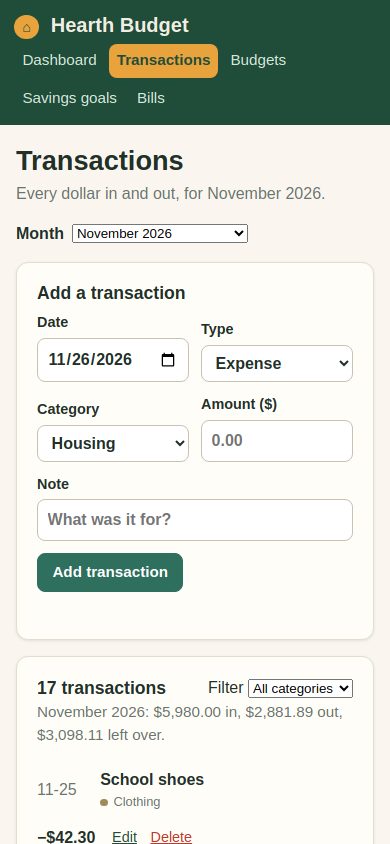 Hearth Budget
Dashboard Transactions Budgets
Savings goals Bills
Transactions
Every dollar in and out, for November 2026.
Month November 2026
Add a transaction
Date Type
11/26/2026 Expense
Category Amount ($)
Housing 0.00
Note
What was it for?
Add transaction
17 transactions Filter All categories
November 2026: $5,980.00 in, $2,881.89 out,
$3,098.11 left over.
11-25 School shoes
Clothing
−$42.30 Edit Delete